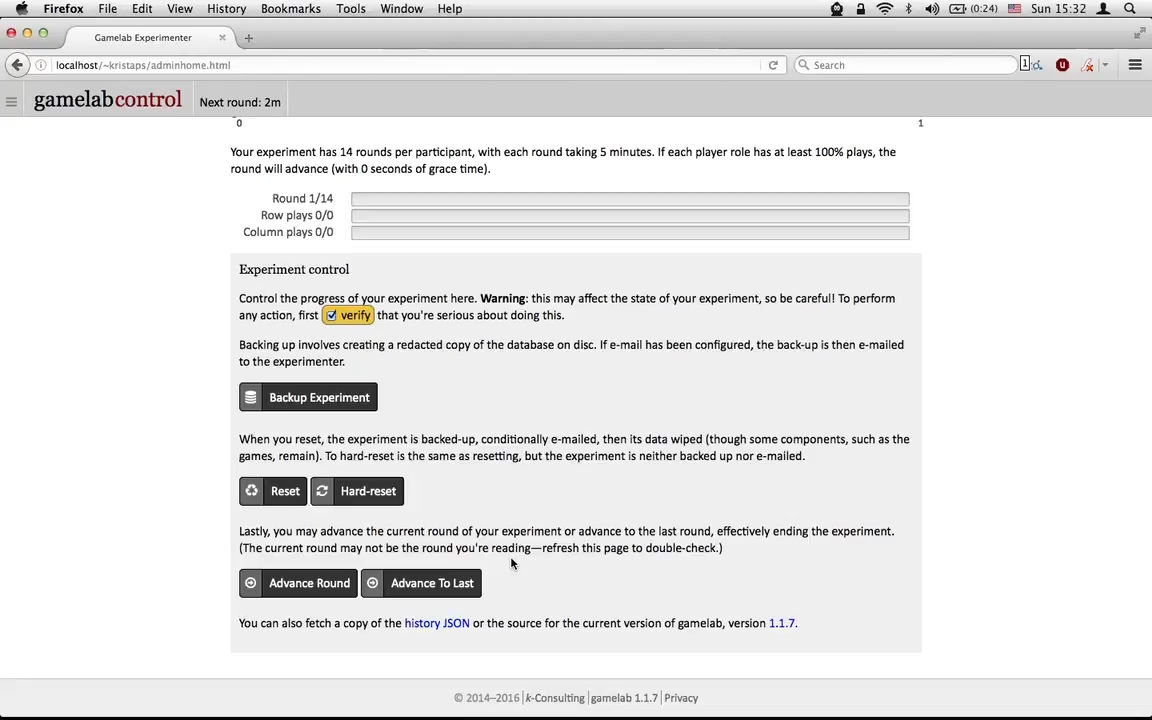 Firefox File Edit View History Bookmarks Tools Window Help (0:24) Sun 15:32
Gamelab Experimenter
localhost/~kristaps/adminhome.html Search 1
gamelabcontrol Next round: 2m
0 1
Your experiment has 14 rounds per participant, with each round taking 5 minutes. If each player role has at least 100% plays, the
round will advance (with 0 seconds of grace time).
Round 1/14
Row plays 0/0
Column plays 0/0
Experiment control
Control the progress of your experiment here. Warning: this may affect the state of your experiment, so be careful! To perform
any action, first verify that you're serious about doing this.
Backing up involves creating a redacted copy of the database on disc. If e-mail has been configured, the back-up is then e-mailed
to the experimenter.
Backup Experiment
When you reset, the experiment is backed-up, conditionally e-mailed, then its data wiped (though some components, such as the
games, remain). To hard-reset is the same as resetting, but the experiment is neither backed up nor e-mailed.
Reset Hard-reset
Lastly, you may advance the current round of your experiment or advance to the last round, effectively ending the experiment.
(The current round may not be the round you're reading—refresh this page to double-check.)
Advance Round Advance To Last
You can also fetch a copy of the history JSON or the source for the current version of gamelab, version 1.1.7.
© 2014–2016 k-Consulting gamelab 1.1.7 Privacy